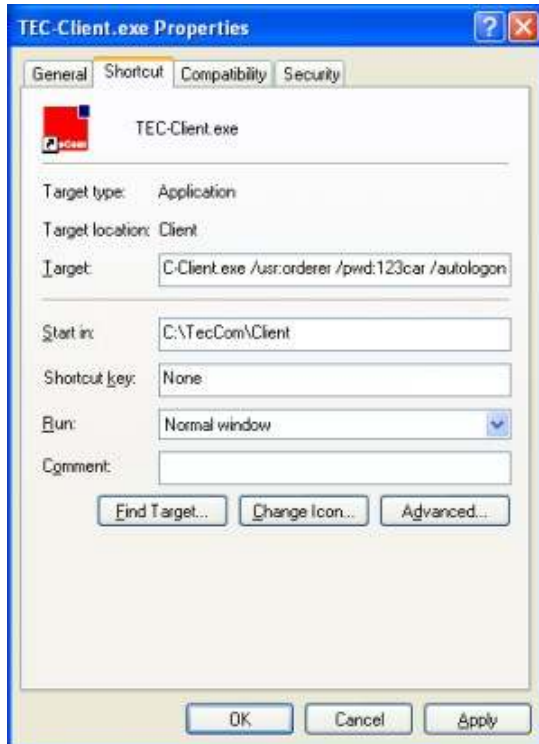 TEC-Client.exe Properties
General Shortcut Compatibility Security
TEC-Client.exe
Target type: Application
Target location: Client
Target: C-Client.exe /usr:orderer /pwd:123car /autologon
Start in: C:\TecCom\Client
Shortcut key: None
Run: Normal window
Comment:
Find Target... Change Icon... Advanced...
OK Cancel Apply